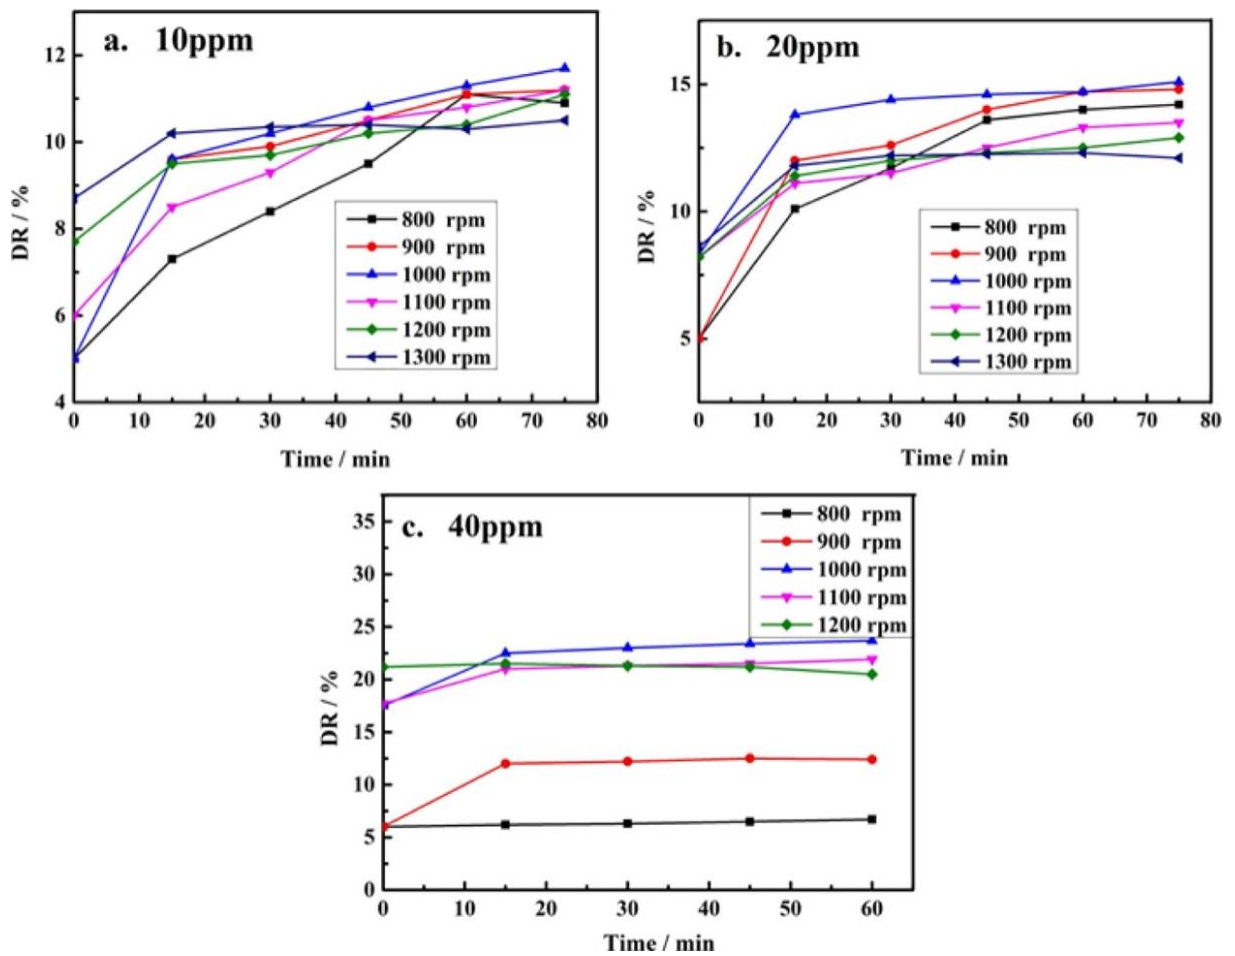 a. 10ppm
12
10
8
6
4
DR / %
800 rpm
900 rpm
1000 rpm
1100 rpm
1200 rpm
1300 rpm
0 10 20 30 40 50 60 70 80
Time / min
b. 20ppm
15
10
5
DR / %
800 rpm
900 rpm
1000 rpm
1100 rpm
1200 rpm
1300 rpm
0 10 20 30 40 50 60 70 80
Time / min
c. 40ppm
35
30
25
20
15
10
5
0
DR / %
800 rpm
900 rpm
1000 rpm
1100 rpm
1200 rpm
0 10 20 30 40 50 60
Time / min